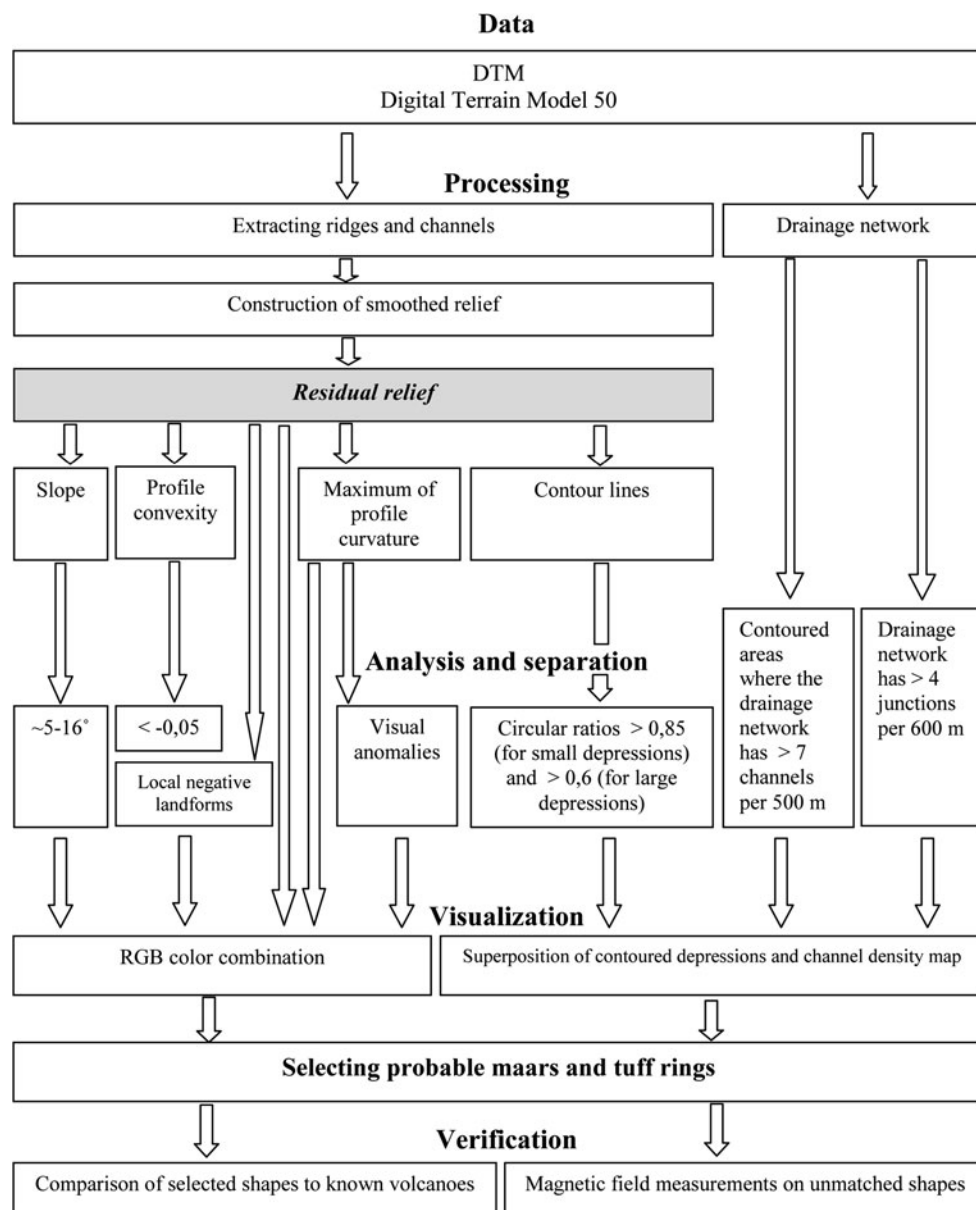 Data
DTM
Digital Terrain Model 50
Processing
Extracting ridges and channels
Drainage network
Construction of smoothed relief
Residual relief
Slope
Profile
convexity
Maximum of
profile
curvature
Contour lines
Analysis and separation
~5-16˚
< -0,05
Local negative
landforms
Visual
anomalies
Circular ratios > 0,85
(for small depressions)
and > 0,6 (for large
depressions)
Contoured
areas
where the
drainage
network
has > 7
channels
per 500 m
Drainage
network
has > 4
junctions
per 600 m
Visualization
RGB color combination
Superposition of contoured depressions and channel density map
Selecting probable maars and tuff rings
Verification
Comparison of selected shapes to known volcanoes
Magnetic field measurements on unmatched shapes